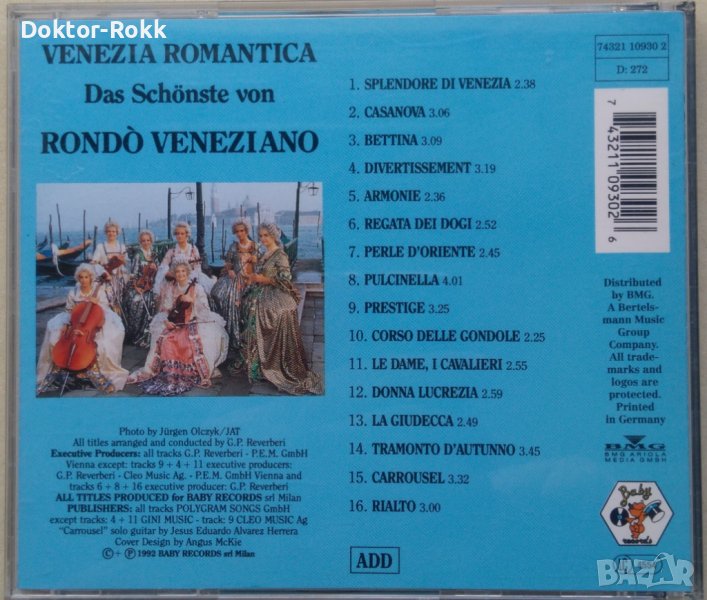 Doktor-Rokk
VENEZIA ROMANTICA
Das Schönste von
RONDÒ VENEZIANO
Photo by Jürgen Olczyk/JAT
All titles arranged and conducted by G.P. Reverberi
Executive Producers: all tracks G.P. Reverberi - P.E.M. GmbH
Vienna except: tracks 9 + 4 + 11 executive producers:
G.P. Reverberi - Cleo Music Ag. - P.E.M. GmbH Vienna and
tracks 6 + 8 + 16 executive producer: G.P. Reverberi
ALL TITLES PRODUCED for BABY RECORDS srl Milan
PUBLISHERS: all tracks POLYGRAM SONGS GmbH
except tracks: 4 + 11 GINI MUSIC - track: 9 CLEO MUSIC Ag
"Carrousel" solo guitar by Jesus Eduardo Alvarez Herrera
Cover Design by Angus McKie
© + ℗ 1992 BABY RECORDS srl Milan
1. SPLENDORE DI VENEZIA 2.38
2. CASANOVA 3.06
3. BETTINA 3.09
4. DIVERTISSEMENT 3.19
5. ARMONIE 2.36
6. REGATA DEI DOGI 2.52
7. PERLE D'ORIENTE 2.45
8. PULCINELLA 4.01
9. PRESTIGE 3.25
10. CORSO DELLE GONDOLE 2.25
11. LE DAME, I CAVALIERI 2.55
12. DONNA LUCREZIA 2.59
13. LA GIUDECCA 2.49
14. TRAMONTO D'AUTUNNO 3.45
15. CARROUSEL 3.32
16. RIALTO 3.00
ADD
74321 10930 2
D: 272
7 43211 09302 6
Distributed
by BMG.
A Bertels-
mann Music
Group
Company.
All trade-
marks and
logos are
protected.
Printed
in Germany
BMG
BMG ARIOLA
MEDIA GMBH
Baby
records
BAZAR